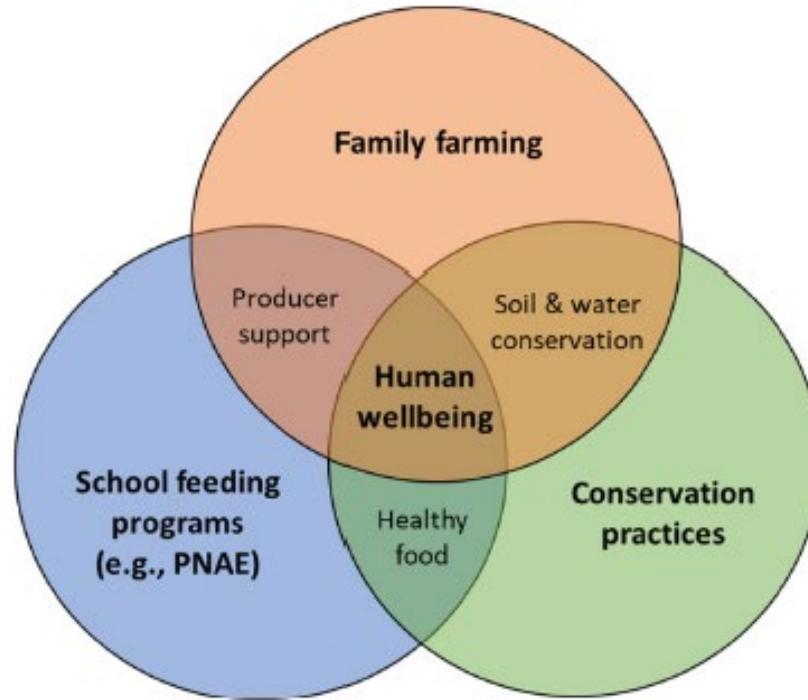 Family farming
Producer
support
Soil & water
conservation
Human
wellbeing
School feeding
programs
(e.g., PNAE)
Conservation
practices
Healthy
food